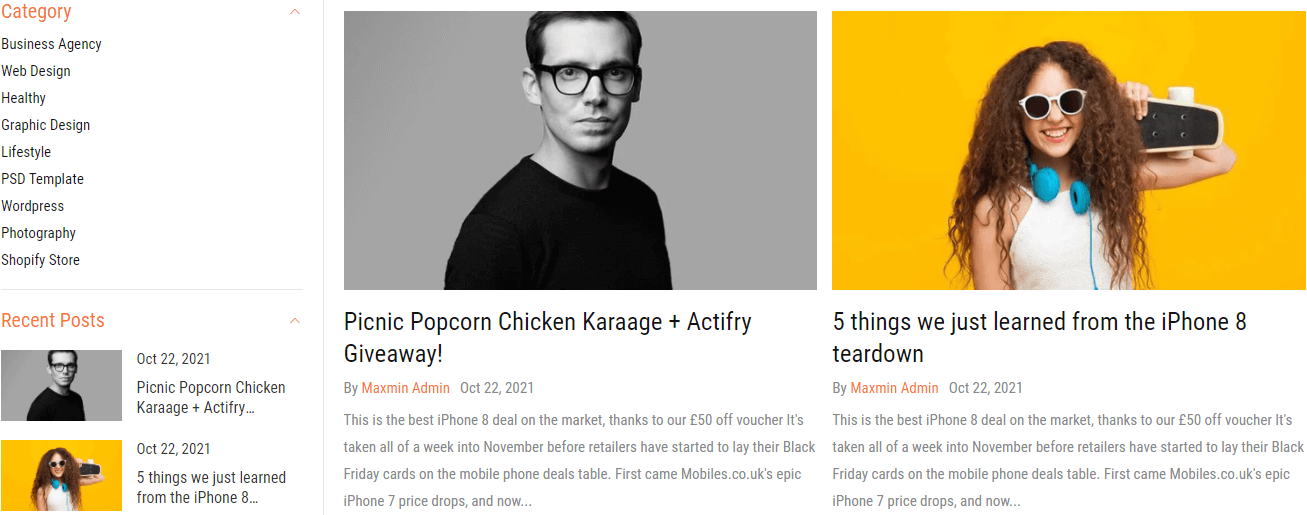 Category
Business Agency
Web Design
Healthy
Graphic Design
Lifestyle
PSD Template
Wordpress
Photography
Shopify Store
Recent Posts
Oct 22, 2021
Picnic Popcorn Chicken
Karaage + Actifry...
Oct 22, 2021
5 things we just learned
from the iPhone 8...
Picnic Popcorn Chicken Karaage + Actifry
Giveaway!
By Maxmin Admin Oct 22, 2021
This is the best iPhone 8 deal on the market, thanks to our £50 off voucher It's
taken all of a week into November before retailers have started to lay their Black
Friday cards on the mobile phone deals table. First came Mobiles.co.uk's epic
iPhone 7 price drops, and now...
5 things we just learned from the iPhone 8
teardown
By Maxmin Admin Oct 22, 2021
This is the best iPhone 8 deal on the market, thanks to our £50 off voucher It's
taken all of a week into November before retailers have started to lay their Black
Friday cards on the mobile phone deals table. First came Mobiles.co.uk's epic
iPhone 7 price drops, and now...